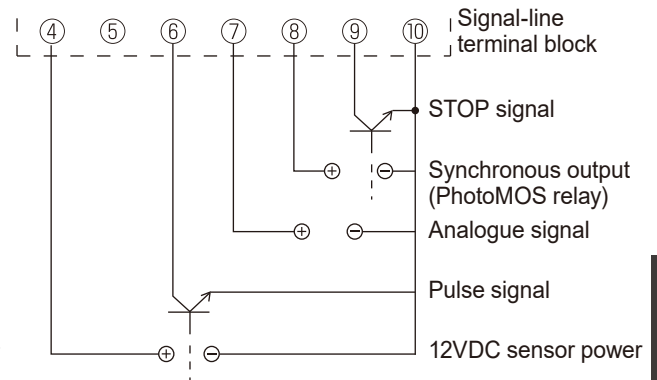 ④ ⑤ ⑥ ⑦ ⑧ ⑨ ⑩
Signal-line
terminal block
STOP signal
Synchronous output
(PhotoMOS relay)
Analogue signal
Pulse signal
12VDC sensor power